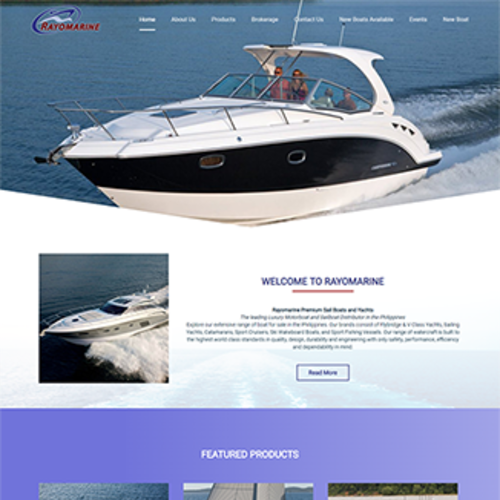 RAYOMARINE
Home About Us Products Brokerage Contact Us New Boats Available Events New Boat
WELCOME TO RAYOMARINE
Rayomarine Premium Sail Boats and Yachts
The leading Luxury Motorboat and Sailboat Distributor in the Philippines
Explore our extensive range of boat for sale in the Philippines. Our brands consist of Flybridge & V-Class Yachts, Sailing
Yachts, Catamarans, Sport Cruisers, Ski Wakeboard Boats, and Sport Fishing Vessels. Our range of watercraft is built to
the highest world class standards in quality, design, durability and engineering with only safety, performance, efficiency
and dependability in mind.
Read More
FEATURED PRODUCTS